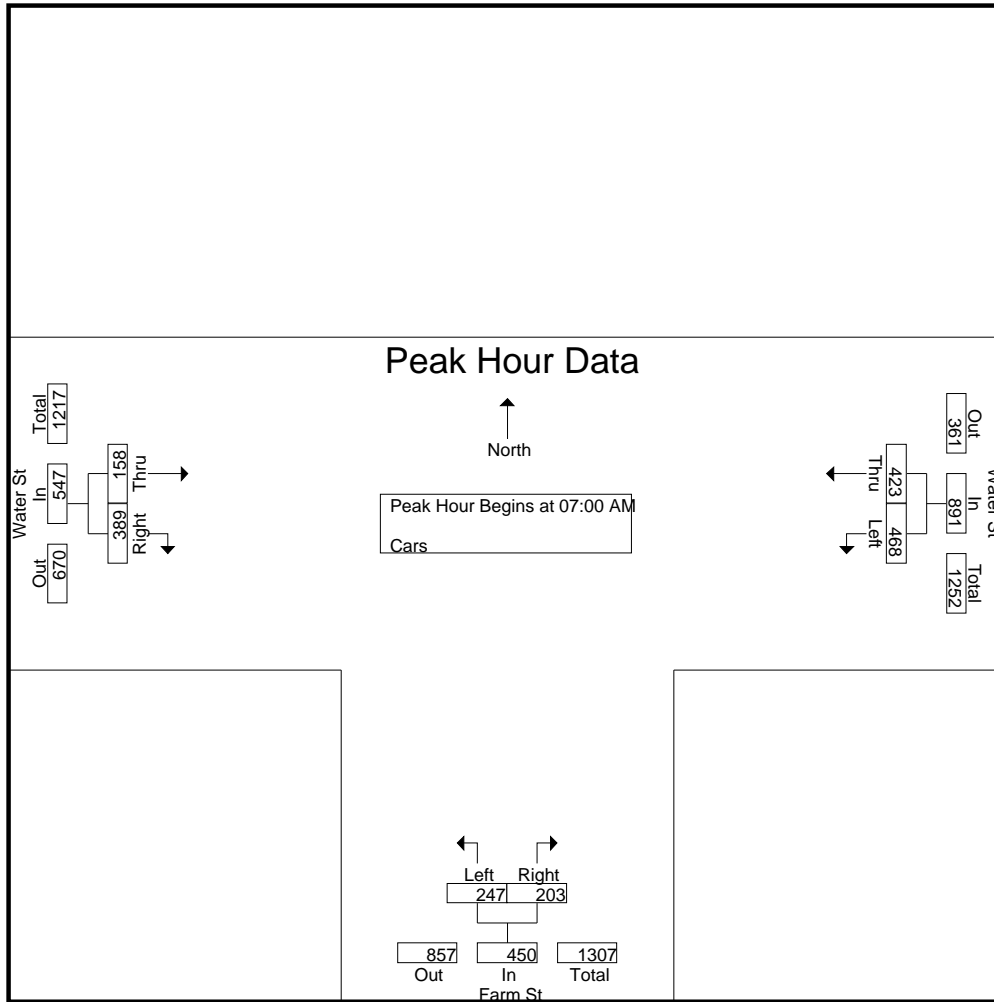 Peak Hour Data
North
Peak Hour Begins at 07:00 AM
Cars
Water St
Total
1217
In
547
Out
670
158
Thru
389
Right
Out
361
In
891
Total
1252
423
Thru
468
Left
Water St
Left
Right
247
203
857
450
1307
Out
In
Total
Farm St